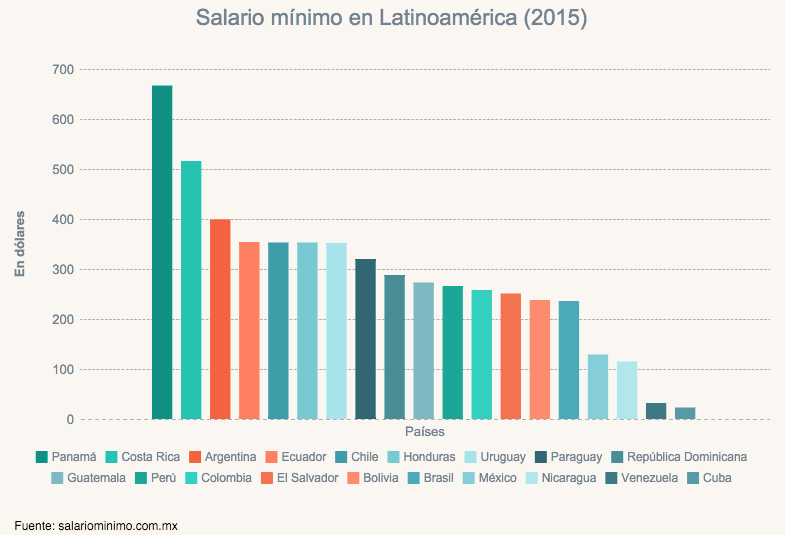 Salario mínimo en Latinoamérica (2015)
700
600
500
400
300
200
100
0
En dólares
Países
Panamá Costa Rica Argentina Ecuador Chile Honduras Uruguay Paraguay República Dominicana
Guatemala Perú Colombia El Salvador Bolivia Brasil México Nicaragua Venezuela Cuba
Fuente: salariominimo.com.mx